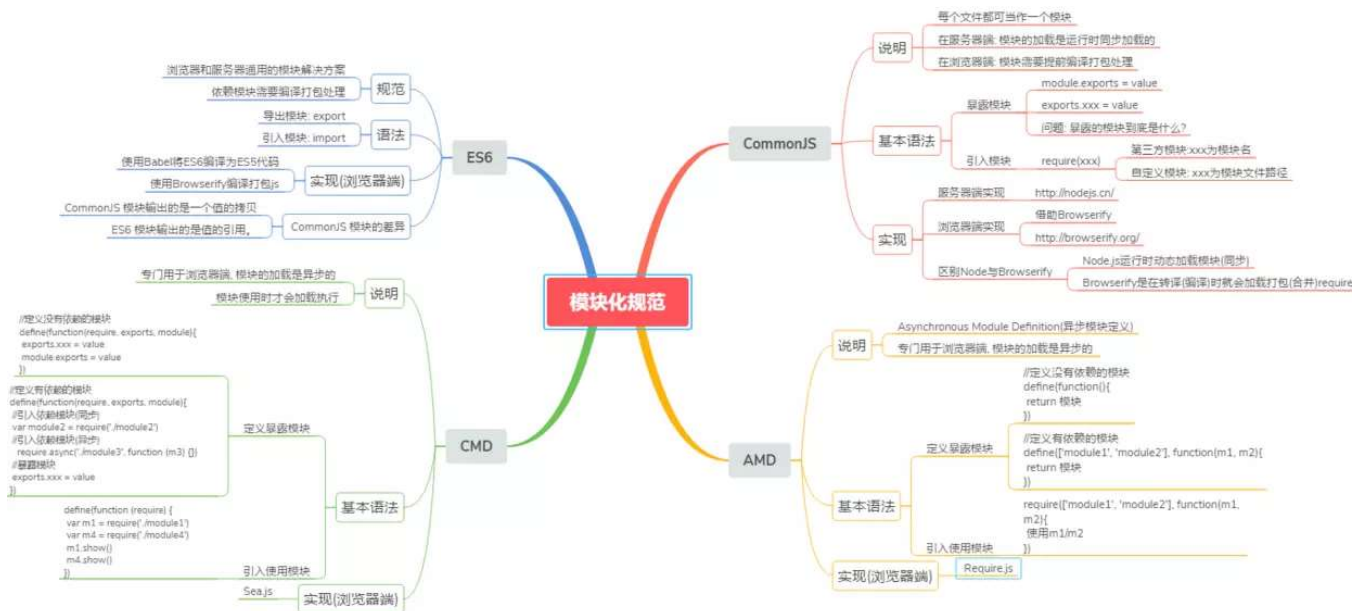 模块化规范
CommonJS
说明
每个文件都可当作一个模块
在服务器端: 模块的加载是运行时同步加载的
在浏览器端: 模块需要提前编译打包处理
基本语法
暴露模块
module.exports = value
exports.xxx = value
问题: 暴露的模块到底是什么?
引入模块
require(xxx)
第三方模块:xxx为模块名
自定义模块: xxx为模块文件路径
实现
服务器端实现
http://nodejs.cn/
浏览器端实现
借助Browserify
http://browserify.org/
区别Node与Browserify
Node.js运行时动态加载模块(同步)
Browserify是在转译(编译)时就会加载打包(合并)require
AMD
说明
Asynchronous Module Definition(异步模块定义)
专门用于浏览器端, 模块的加载是异步的
基本语法
定义暴露模块
//定义没有依赖的模块
define(function(){
return 模块
})
//定义有依赖的模块
define(['module1', 'module2'], function(m1, m2){
return 模块
})
引入使用模块
require(['module1', 'module2'], function(m1,
m2){
使用m1/m2
})
实现(浏览器端)
Require.js
ES6
规范
浏览器和服务器通用的模块解决方案
依赖模块需要编译打包处理
语法
导出模块: export
引入模块: import
实现(浏览器端)
使用Babel将ES6编译为ES5代码
使用Browserify编译打包js
CommonJS 模块的差异
CommonJS 模块输出的是一个值的拷贝
ES6 模块输出的是值的引用。
CMD
说明
专门用于浏览器端, 模块的加载是异步的
模块使用时才会加载执行
基本语法
定义暴露模块
//定义没有依赖的模块
define(function(require, exports, module){
exports.xxx = value
module.exports = value
})
//定义有依赖的模块
define(function(require, exports, module){
//引入依赖模块(同步)
var module2 = require('./module2')
//引入依赖模块(异步)
require.async('./module3', function (m3) {})
//暴露模块
exports.xxx = value
})
引入使用模块
define(function (require) {
var m1 = require('./module1')
var m4 = require('./module4')
m1.show()
m4.show()
})
实现(浏览器端)
Sea.js